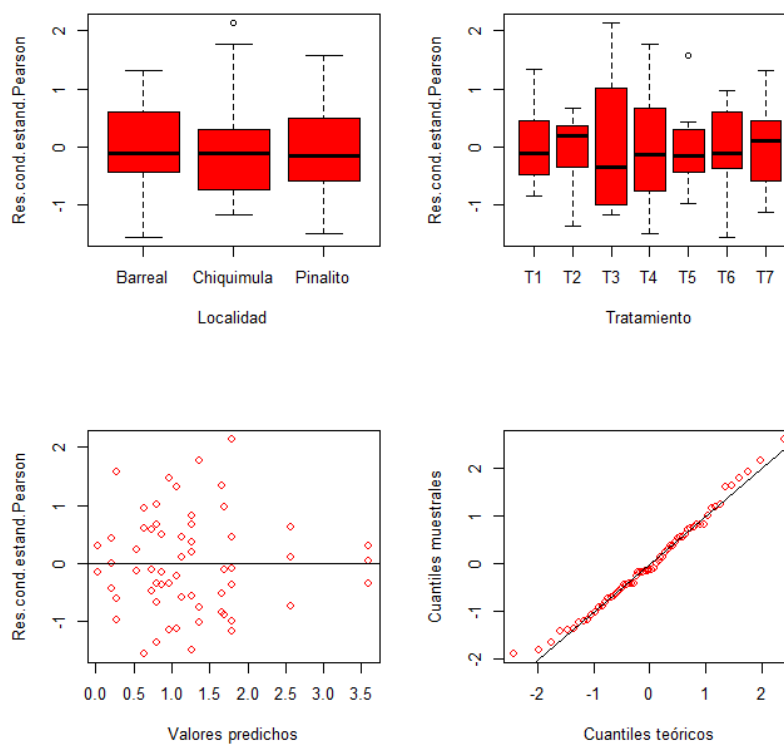 Res.cond.estand.Pearson
2
1
0
-1
Barreal Chiquimula Pinalito
Localidad
Res.cond.estand.Pearson
2
1
0
-1
T1 T2 T3 T4 T5 T6 T7
Tratamiento
Res.cond.estand.Pearson
2
1
0
-1
0.0 0.5 1.0 1.5 2.0 2.5 3.0 3.5
Valores predichos
Cuantiles muestrales
2
1
0
-1
-2
-2 -1 0 1 2
Cuantiles teóricos